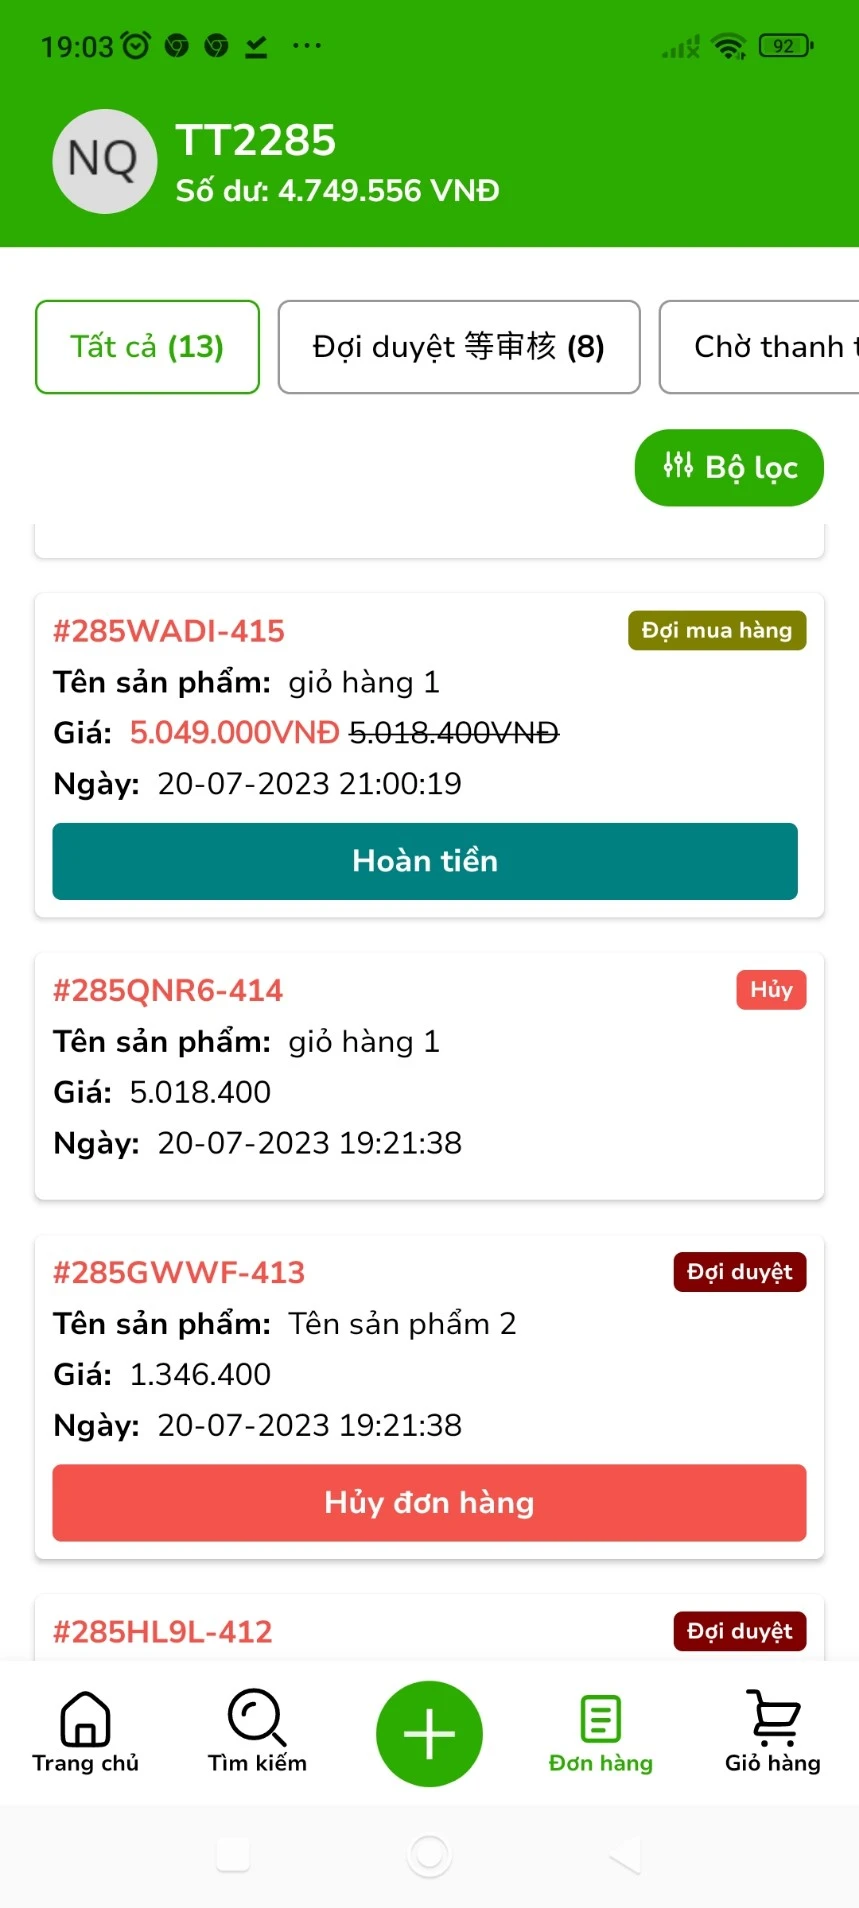 19:03
92
NQ
TT2285
Số dư: 4.749.556 VNĐ
Tất cả (13)
Đợi duyệt 等审核 (8)
Chờ thanh t
Bộ lọc
#285WADI-415
Đợi mua hàng
Tên sản phẩm: giỏ hàng 1
Giá: 5.049.000VNĐ 5.018.400VNĐ
Ngày: 20-07-2023 21:00:19
Hoàn tiền
#285QNR6-414
Hủy
Tên sản phẩm: giỏ hàng 1
Giá: 5.018.400
Ngày: 20-07-2023 19:21:38
#285GWWF-413
Đợi duyệt
Tên sản phẩm: Tên sản phẩm 2
Giá: 1.346.400
Ngày: 20-07-2023 19:21:38
Hủy đơn hàng
#285HL9L-412
Đợi duyệt
Trang chủ
Tìm kiếm
Đơn hàng
Giỏ hàng